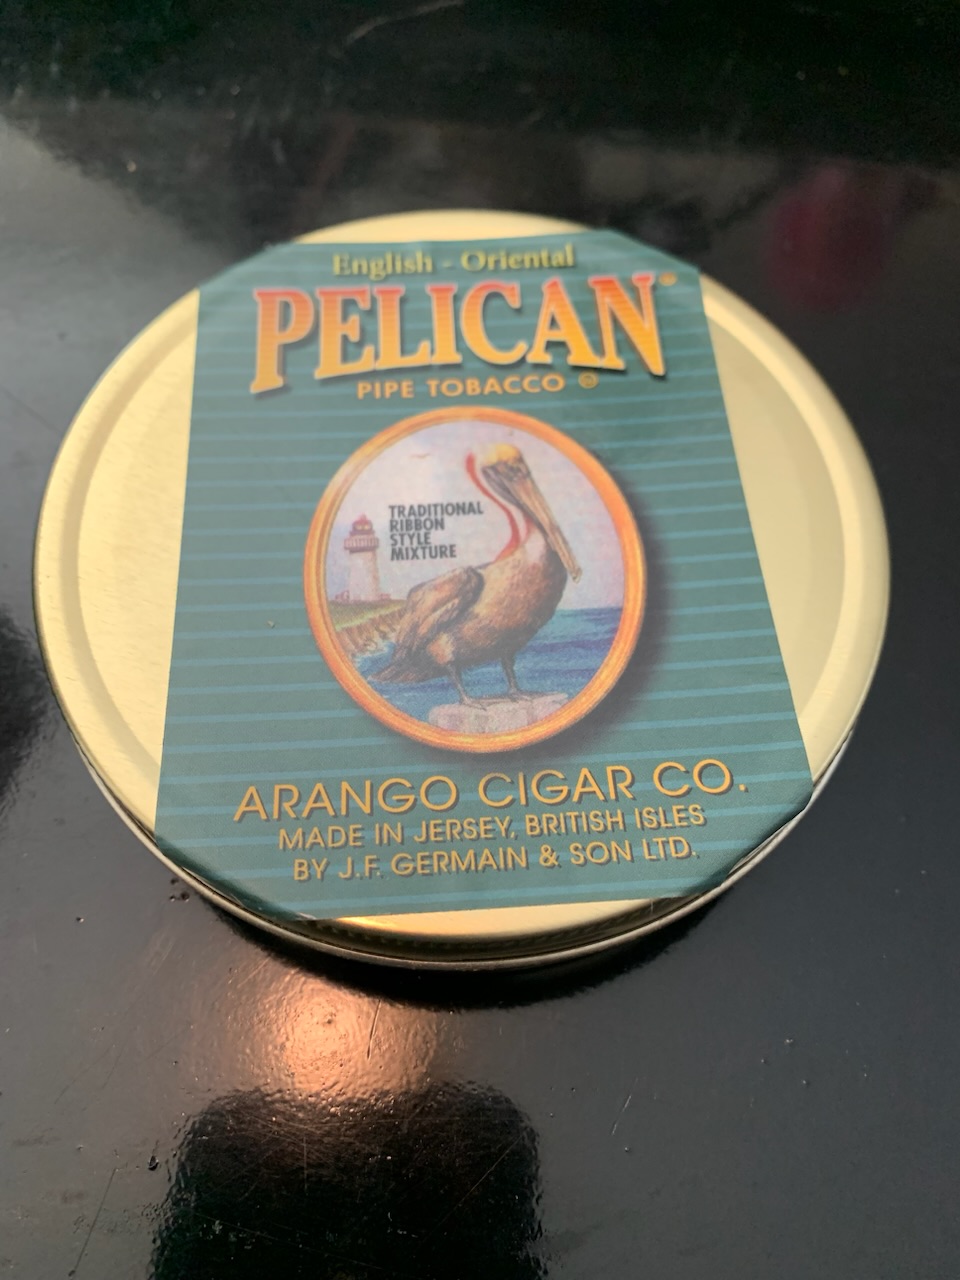 English - Oriental
PELICAN®
PIPE TOBACCO ®
TRADITIONAL
RIBBON
STYLE
MIXTURE
ARANGO CIGAR CO.
MADE IN JERSEY, BRITISH ISLES
BY J.F. GERMAIN & SON LTD.